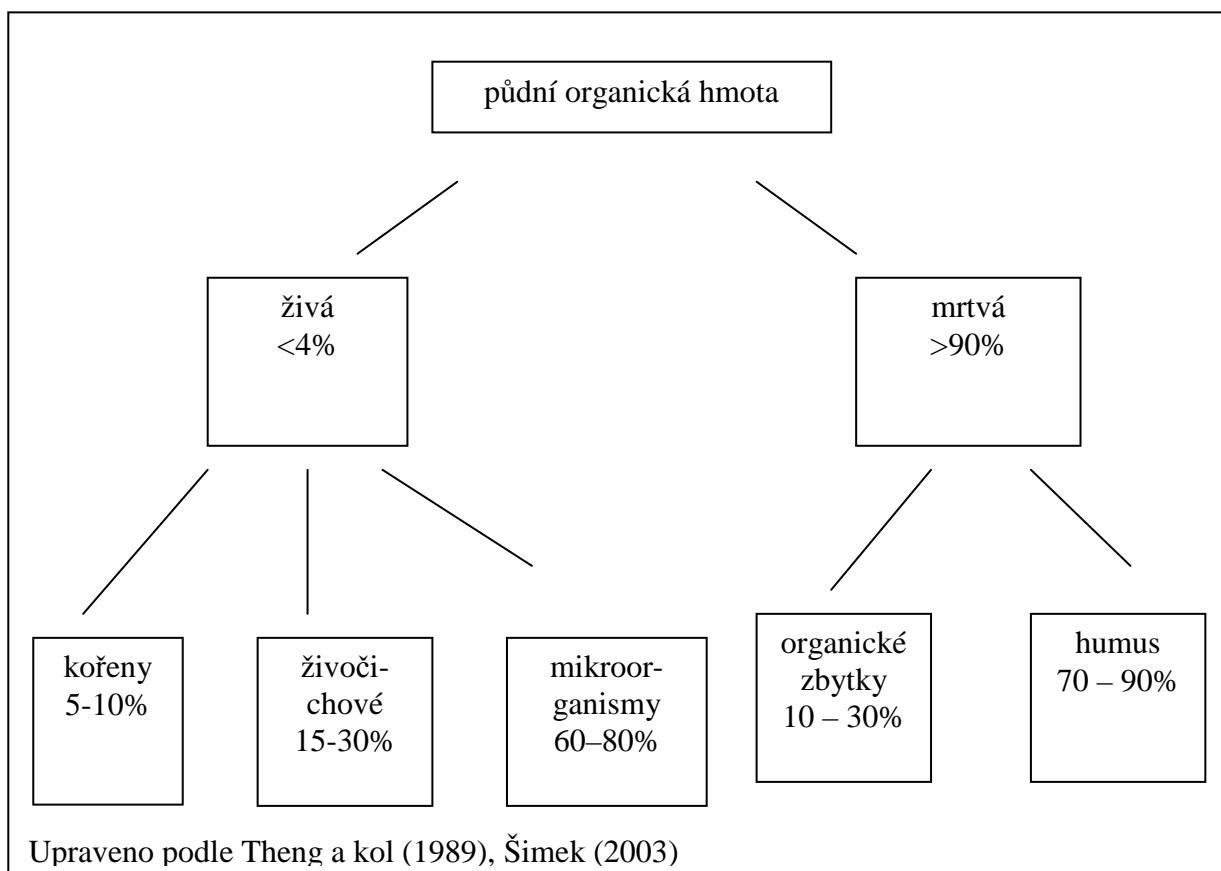 půdní organická hmota
živá
<4%
mrtvá
>90%
kořeny
5-10%
živoči-
chové
15-30%
mikroor-
ganismy
60–80%
organické
zbytky
10 – 30%
humus
70 – 90%
Upraveno podle Theng a kol (1989), Šimek (2003)